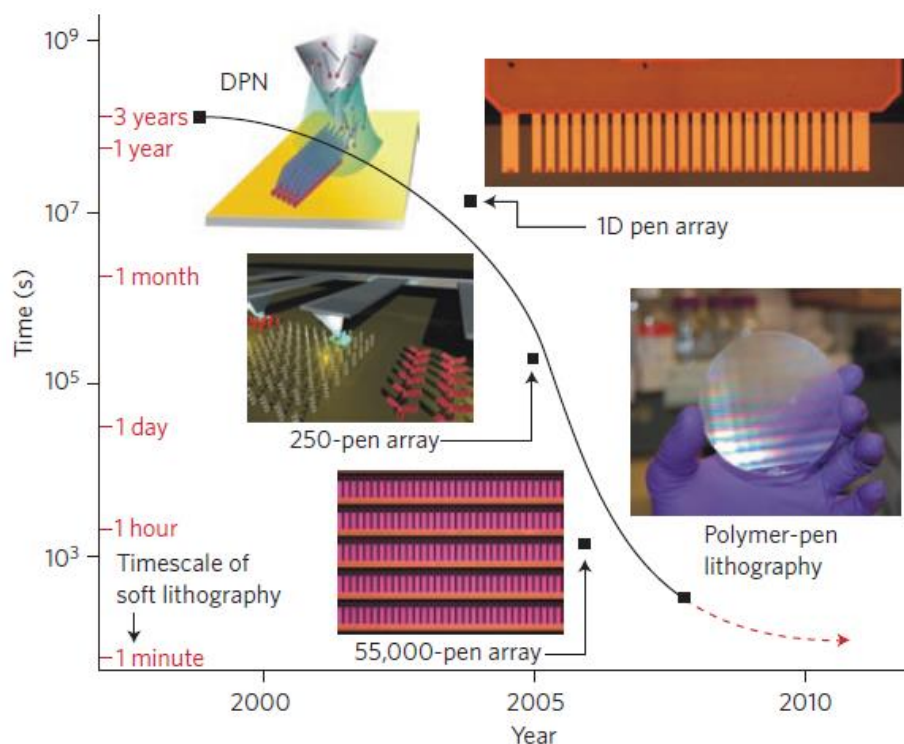 10⁹
DPN
3 years
1 year
10⁷
1D pen array
1 month
Time (s)
10⁵
250-pen array
1 day
1 hour
Polymer-pen
lithography
10³
Timescale of
soft lithography
55,000-pen array
1 minute
2000
2005
2010
Year